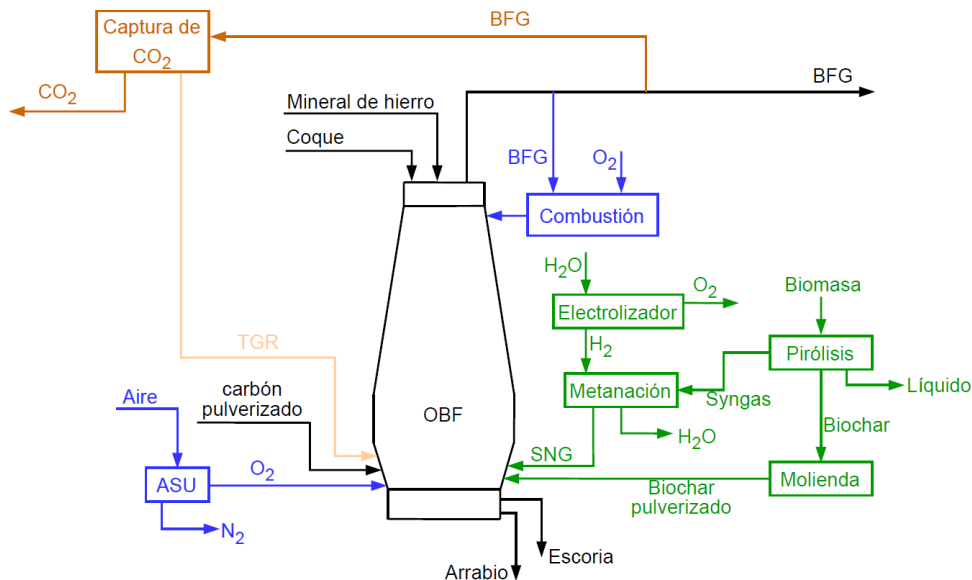 Captura de
CO2
BFG
BFG
CO2
Mineral de hierro
Coque
BFG
O2
Combustión
H2O
Electrolizador
O2
Biomasa
H2
Pirólisis
TGR
Metanación
Syngas
Líquido
carbón
pulverizado
OBF
Aire
H2O
Biochar
SNG
ASU
O2
Biochar
pulverizado
Molienda
N2
Escoria
Arrabio